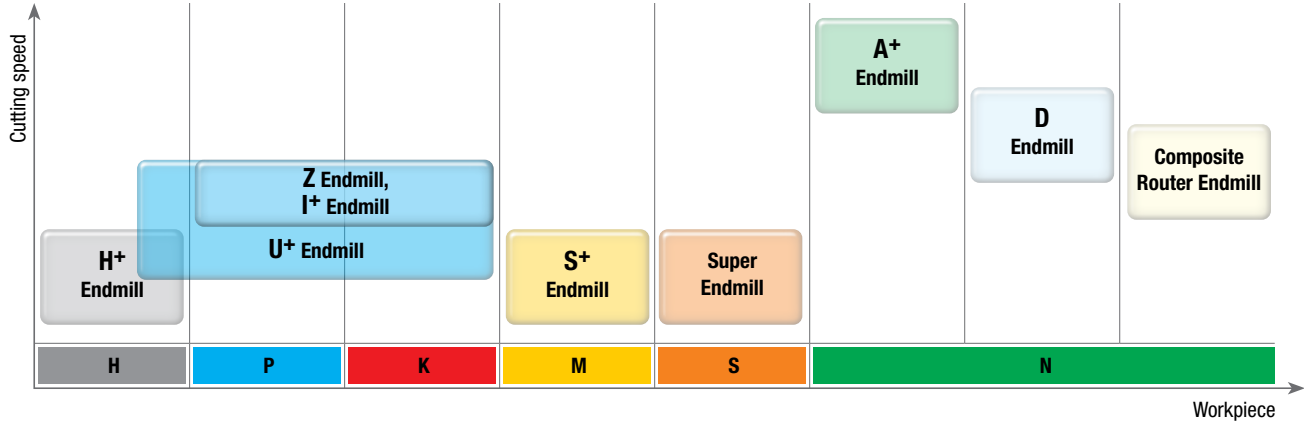 Cutting speed
A+
Endmill
D
Endmill
Composite
Router Endmill
Z Endmill,
I+ Endmill
U+ Endmill
H+
Endmill
S+
Endmill
Super
Endmill
H
P
K
M
S
N
Workpiece